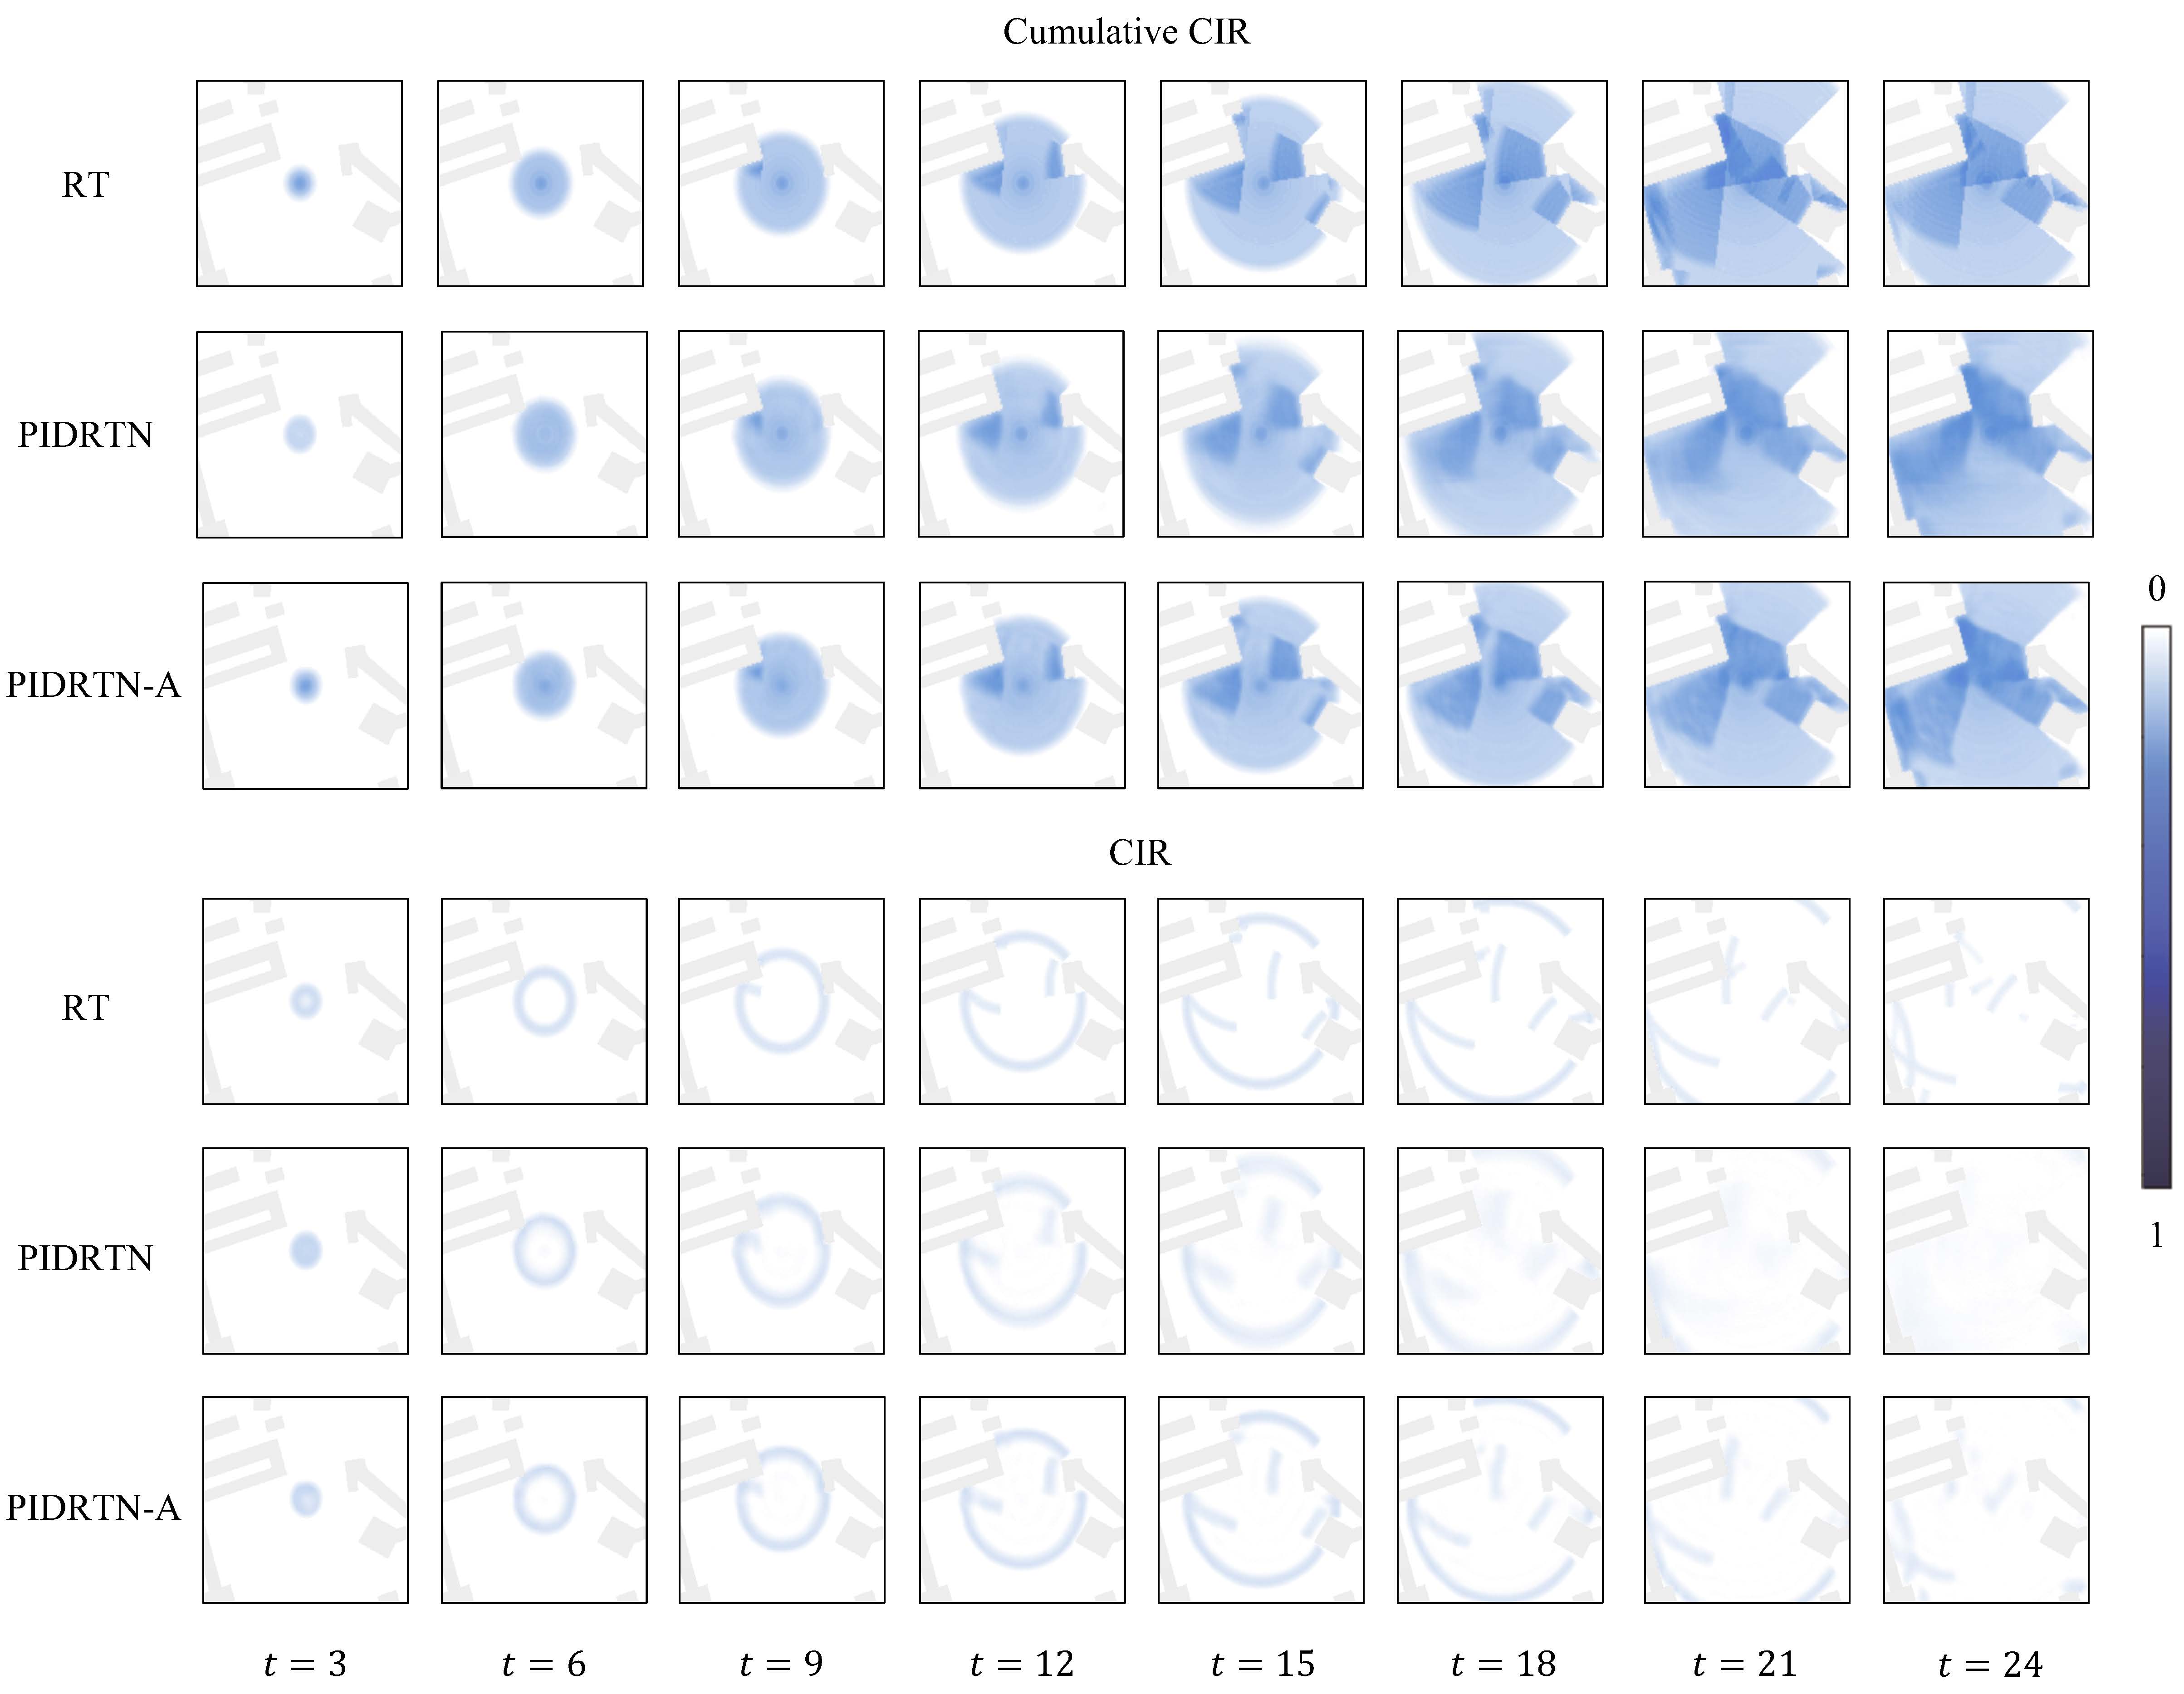 Cumulative CIR
RT
PIDRTN
PIDRTN-A
0
1
CIR
RT
PIDRTN
PIDRTN-A
t = 3 t = 6 t = 9 t = 12 t = 15 t = 18 t = 21 t = 24